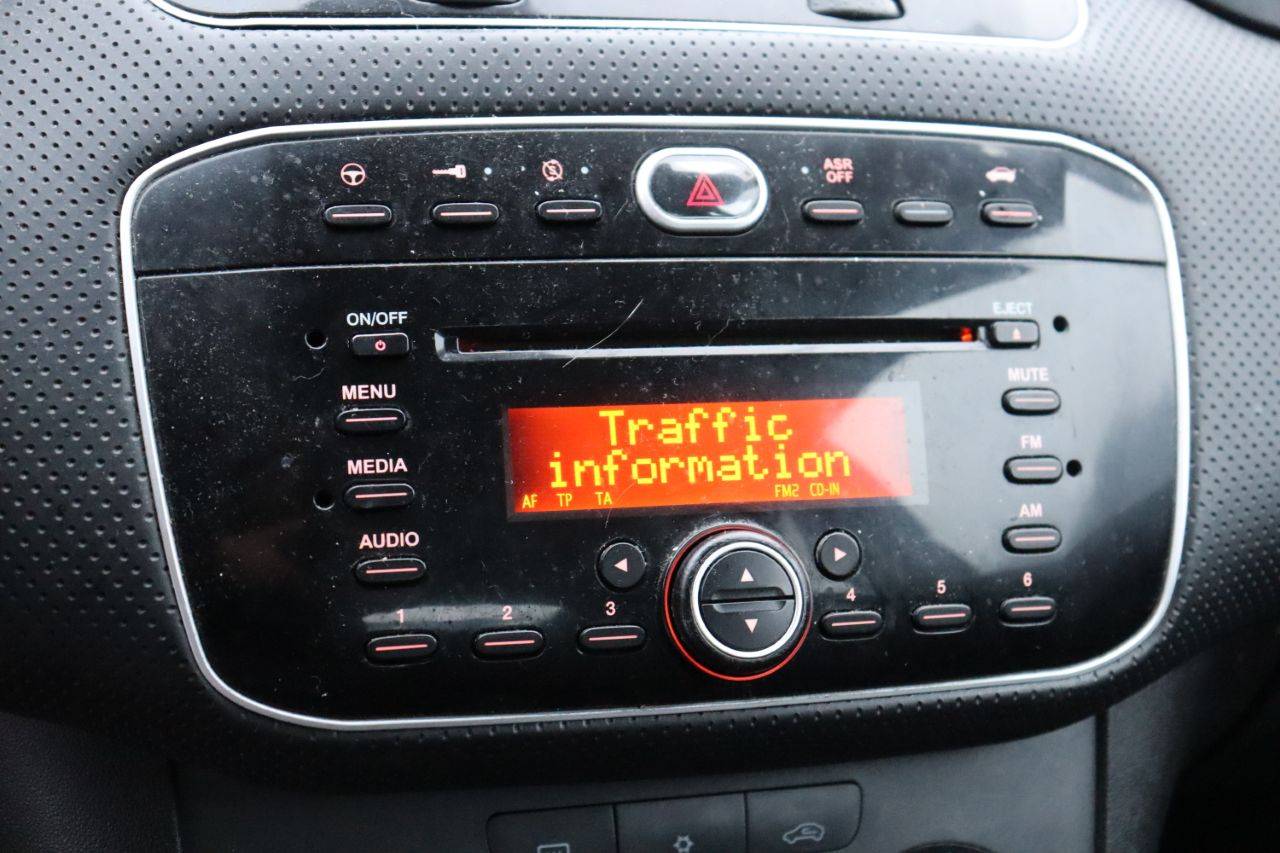 ASR
OFF
ON/OFF
EJECT
MENU
MUTE
Traffic
information
AF TP TA FM2 CD-IN
MEDIA
FM
AUDIO
AM
1 2 3 4 5 6